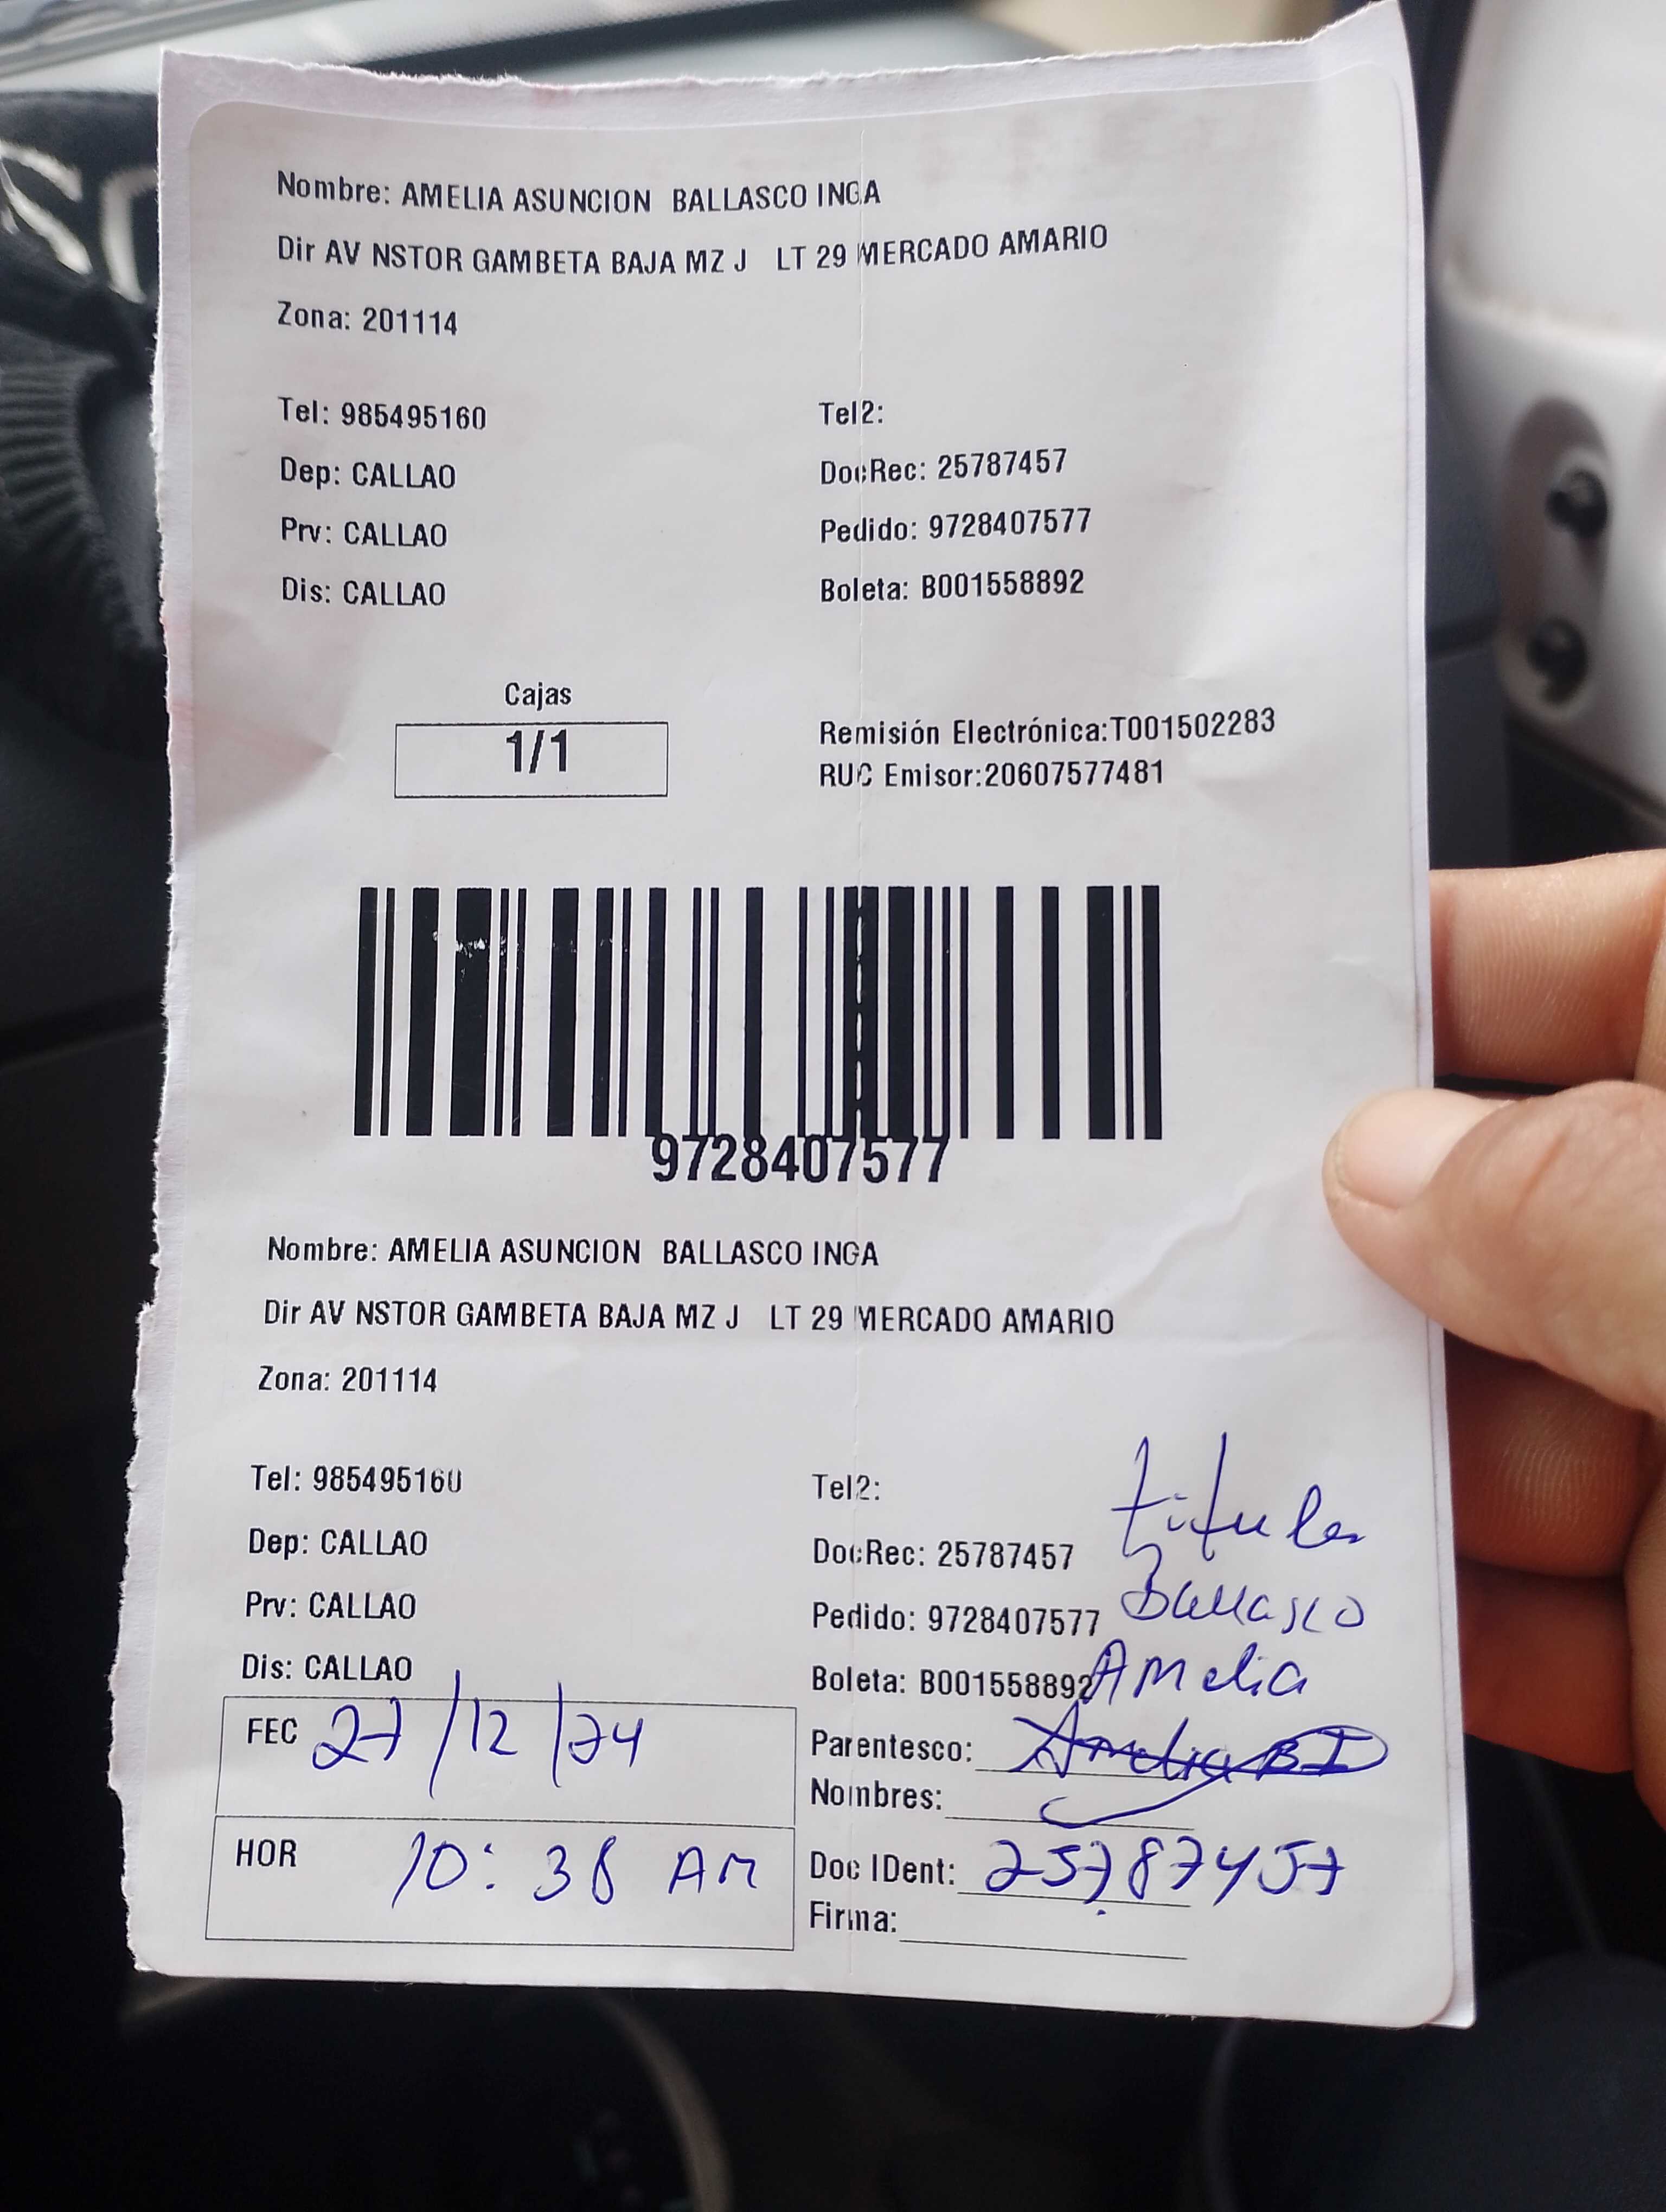 Nombre: AMELIA ASUNCION BALLASCO INGA
Dir AV NSTOR GAMBETA BAJA MZ J LT 29 MERCADO AMARIO
Zona: 201114
Tel: 985495160 Tel2:
Dep: CALLAO DocRec: 25787457
Prv: CALLAO Pedido: 9728407577
Dis: CALLAO Boleta: B001558892
Cajas
1/1
Remisión Electrónica:T001502283
RUC Emisor:20607577481
9728407577
Nombre: AMELIA ASUNCION BALLASCO INGA
Dir AV NSTOR GAMBETA BAJA MZ J LT 29 MERCADO AMARIO
Zona: 201114
Tel: 985495160 Tel2: titular
Dep: CALLAO DocRec: 25787457
Prv: CALLAO Pedido: 9728407577 Ballasco
Dis: CALLAO Boleta: B001558892 Amelia
FEC 27/12/24 Parentesco: Amelia B I
Nombres:
HOR 10:38 AM Doc IDent: 25787457
Firma: